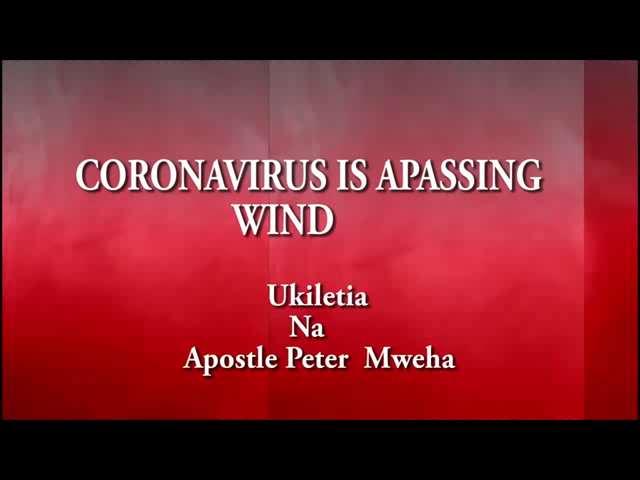 CORONAVIRUS IS APASSING
WIND
Ukiletia
Na
Apostle Peter Mweha